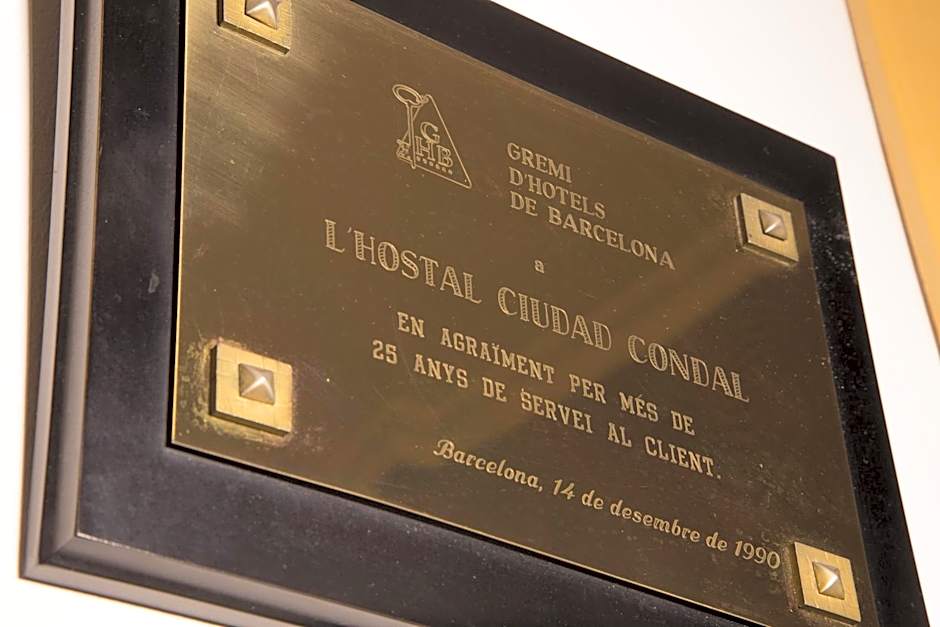 GHB
GREMI
D'HOTELS
DE BARCELONA
a
L'HOSTAL CIUDAD CONDAL
EN AGRAÏMENT PER MÉS DE
25 ANYS DE SERVEI AL CLIENT.
Barcelona, 14 de desembre de 1990